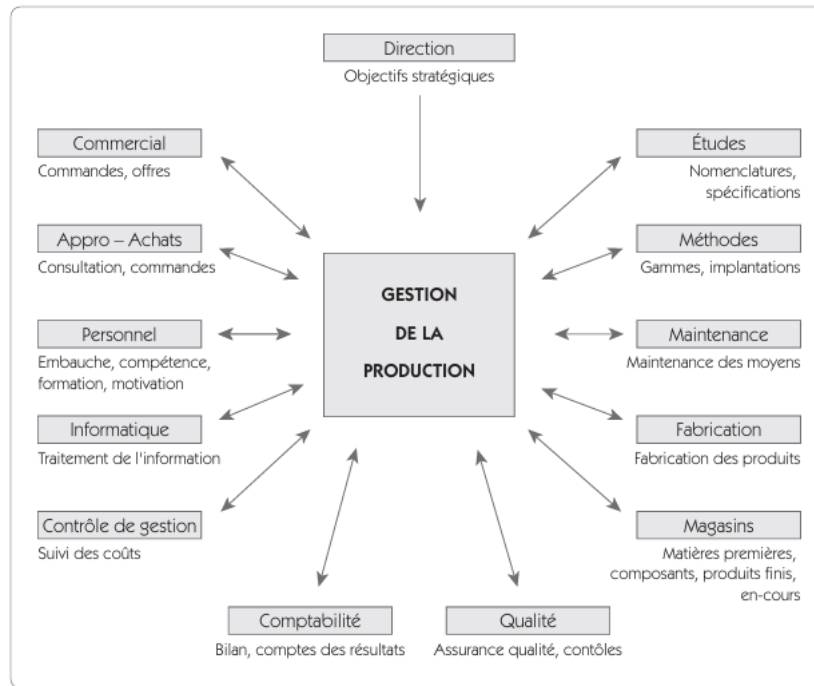 Direction
Objectifs stratégiques
Commercial
Commandes, offres
Appro – Achats
Consultation, commandes
Personnel
Embauche, compétence,
formation, motivation
Informatique
Traitement de l'information
Contrôle de gestion
Suivi des coûts
GESTION
DE LA
PRODUCTION
Études
Nomenclatures,
spécifications
Méthodes
Gammes, implantations
Maintenance
Maintenance des moyens
Fabrication
Fabrication des produits
Magasins
Matières premières,
composants, produits finis,
en-cours
Comptabilité
Bilan, comptes des résultats
Qualité
Assurance qualité, contôles